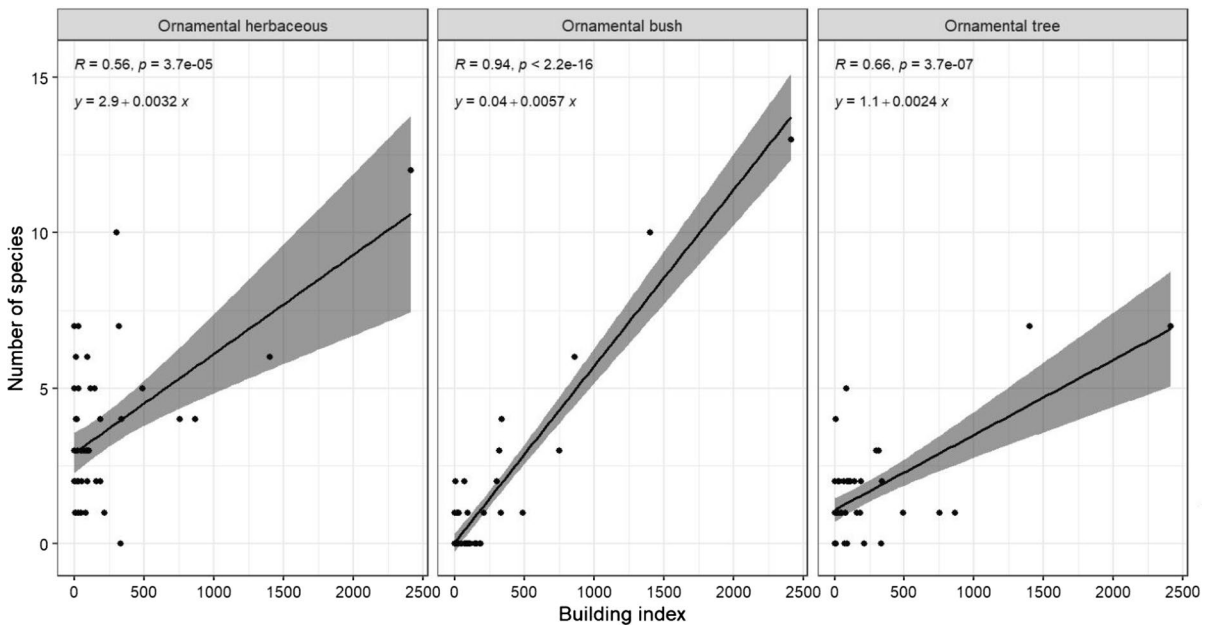 Ornamental herbaceous
Ornamental bush
Ornamental tree
R = 0.56, p = 3.7e-05
y = 2.9 + 0.0032 x
R = 0.94, p < 2.2e-16
y = 0.04 + 0.0057 x
R = 0.66, p = 3.7e-07
y = 1.1 + 0.0024 x
Number of species
15
10
5
0
0 500 1000 1500 2000 2500
0 500 1000 1500 2000 2500
0 500 1000 1500 2000 2500
Building index